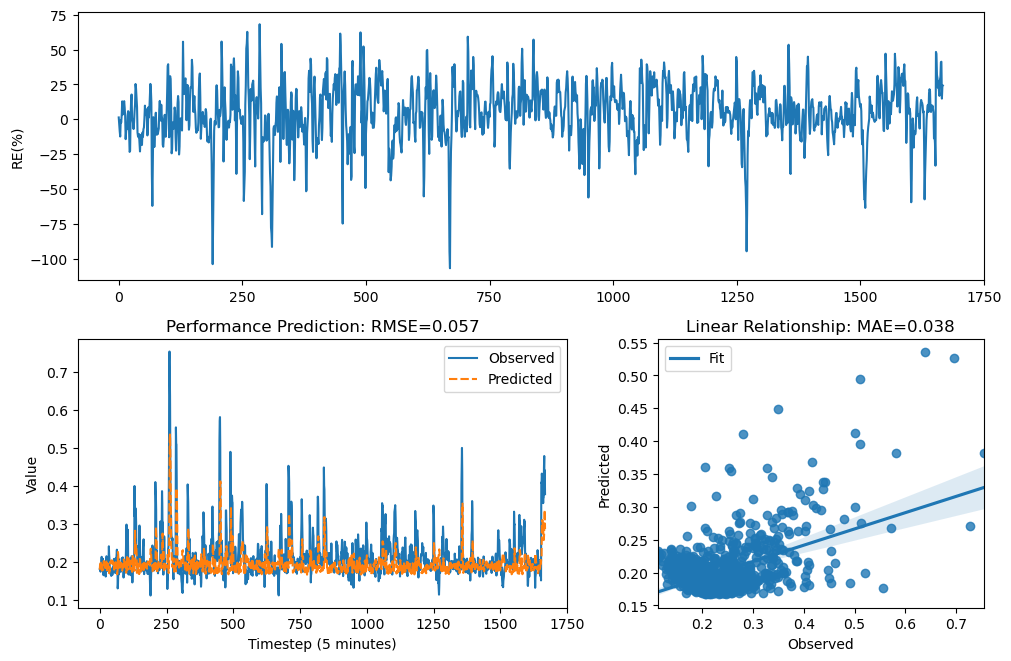 75
50
25
0
−25
−50
−75
−100
RE(%)
0 250 500 750 1000 1250 1500 1750
Performance Prediction: RMSE=0.057
Observed
Predicted
0.7
0.6
0.5
0.4
0.3
0.2
0.1
Value
0 250 500 750 1000 1250 1500 1750
Timestep (5 minutes)
Linear Relationship: MAE=0.038
Fit
0.55
0.50
0.45
0.40
0.35
0.30
0.25
0.20
0.15
Predicted
0.2 0.3 0.4 0.5 0.6 0.7
Observed